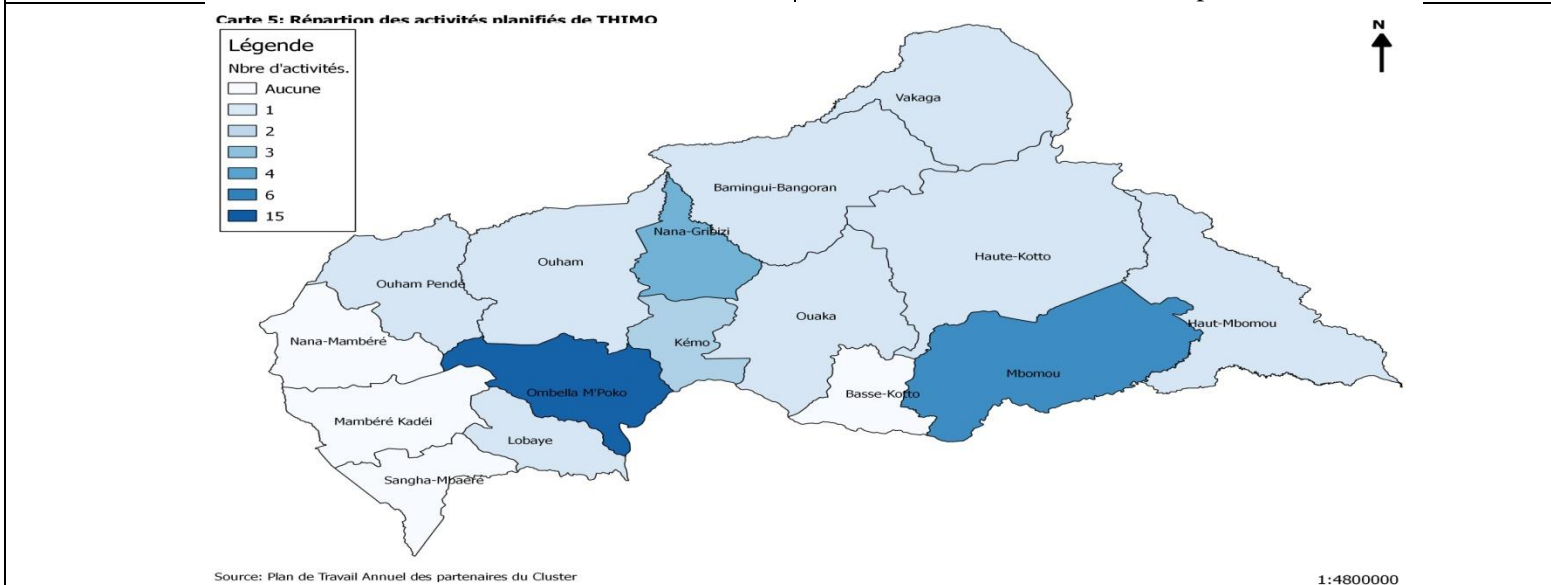 Carte 5: Répartion des activités planifiés de THIMO
N
Légende
Nbre d'activités.
Aucune
1
2
3
4
6
15
Vakaga
Bamingui-Bangoran
Nana-Gribizi
Ouham
Haute-Kotto
Ouham Pendé
Ouaka
Haut-Mbomou
Nana-Mambéré
Kémo
Mbomou
Ombella M'Poko
Basse-Kotto
Mambéré Kadéi
Lobaye
Sangha-Mbaéré
Source: Plan de Travail Annuel des partenaires du Cluster
1:4800000